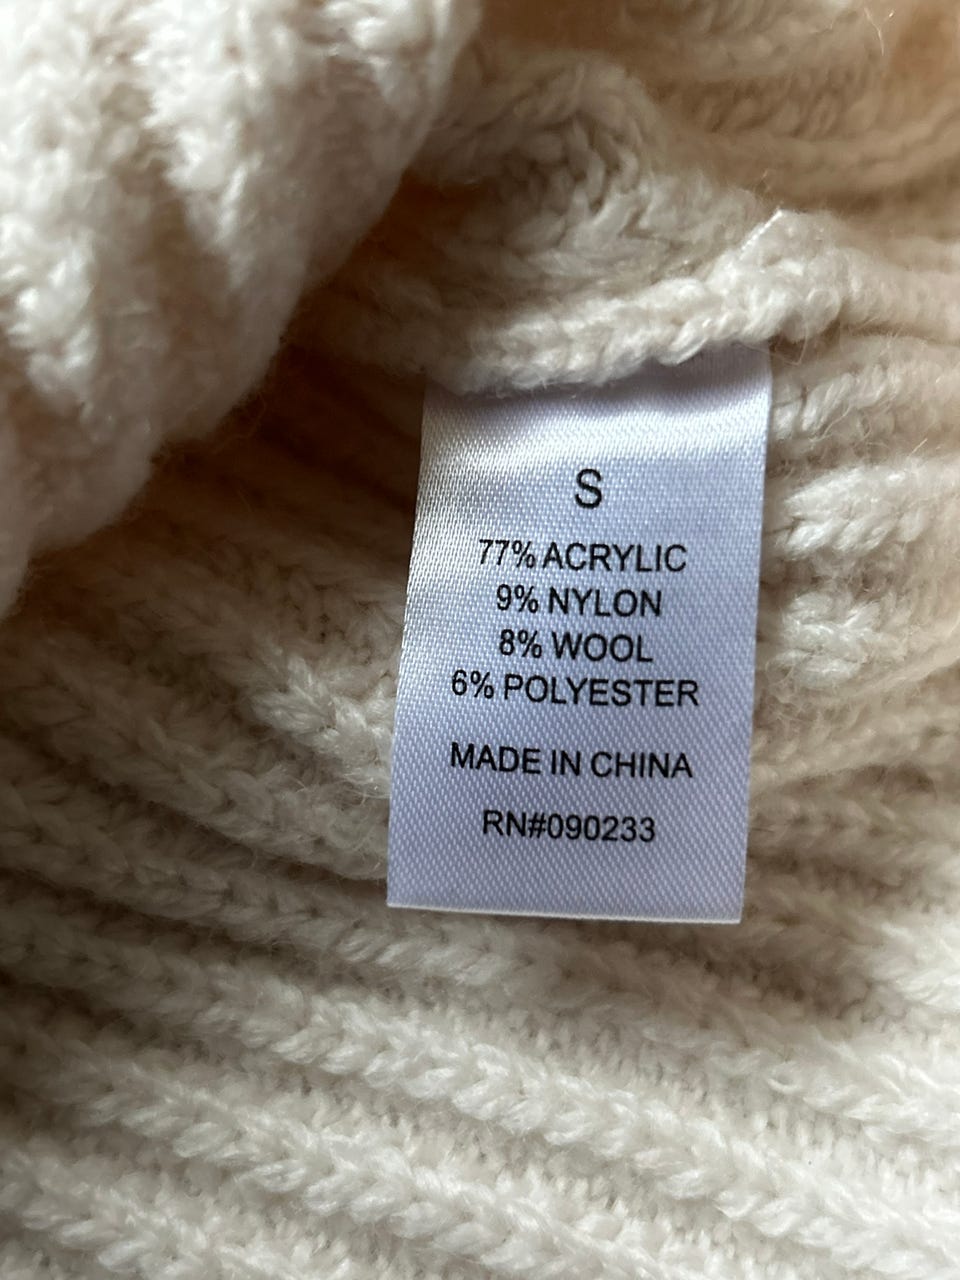 S
77% ACRYLIC
9% NYLON
8% WOOL
6% POLYESTER
MADE IN CHINA
RN#090233